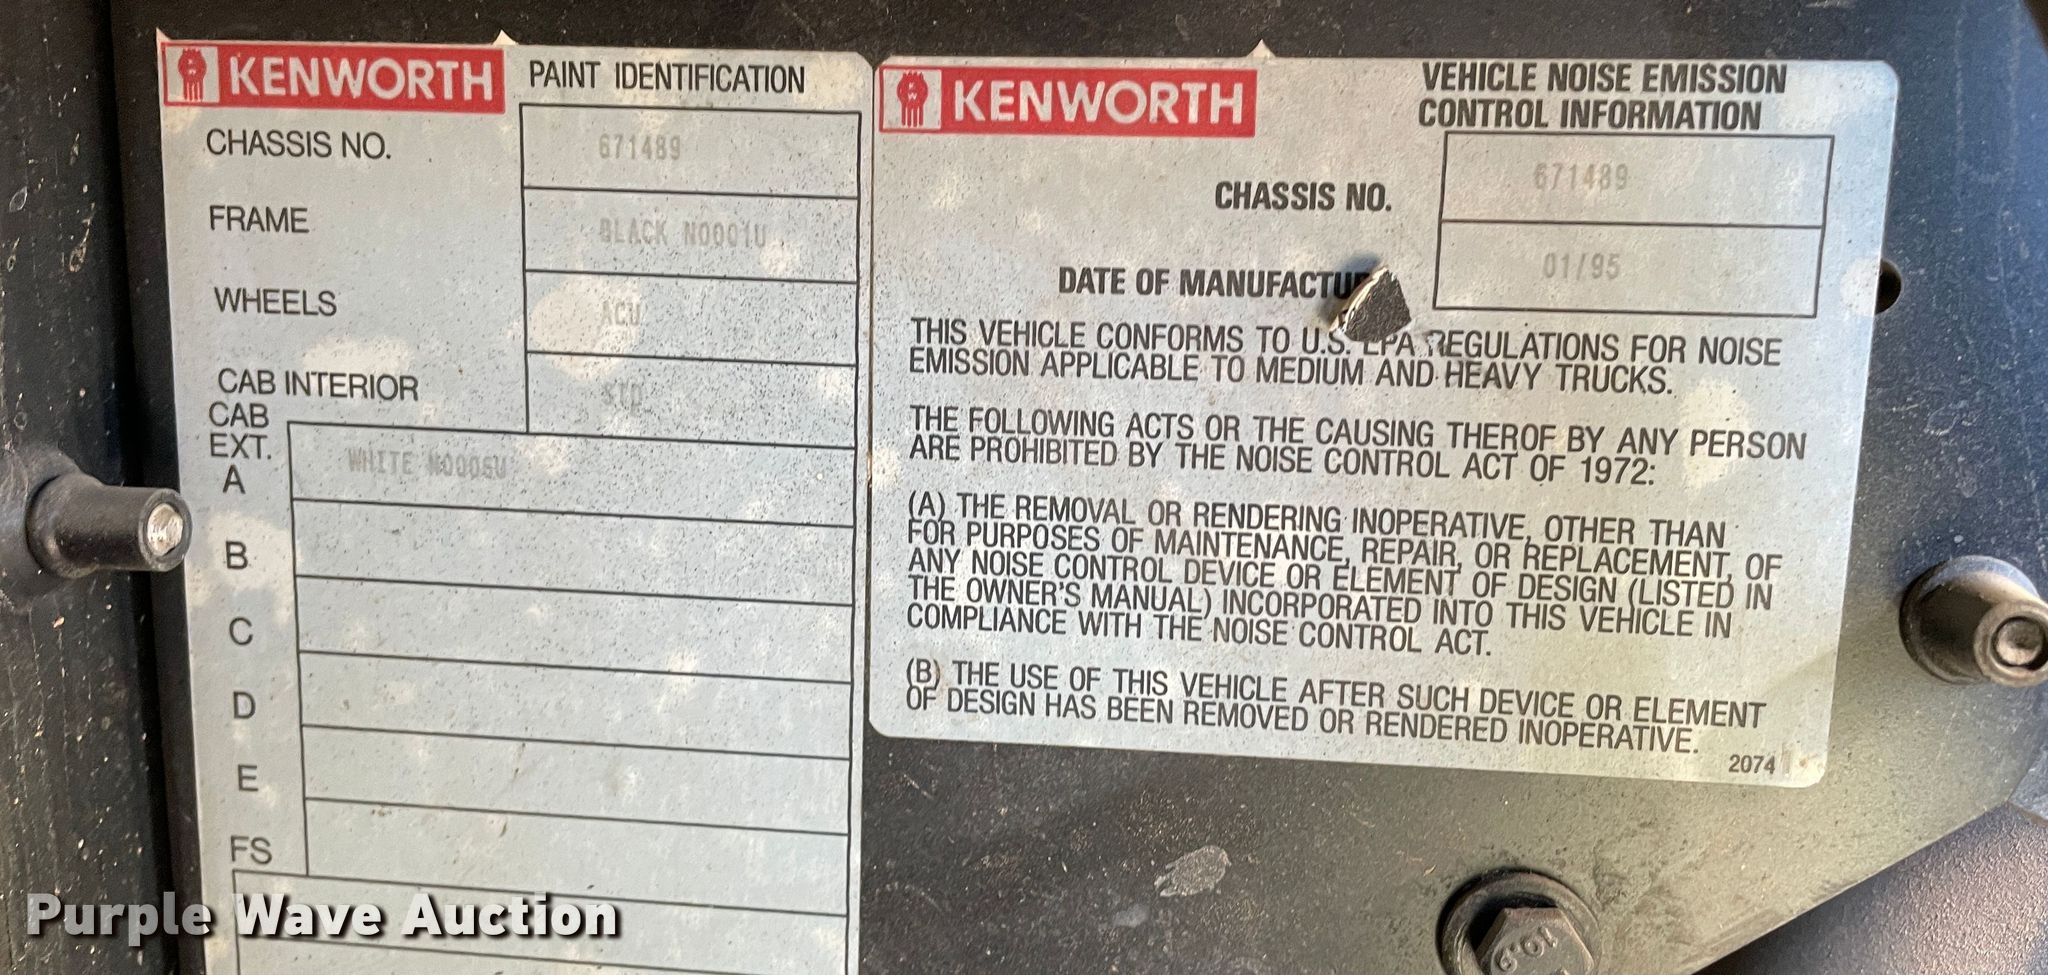 KENWORTH PAINT IDENTIFICATION
CHASSIS NO. 671489
FRAME BLACK N0001U
WHEELS ACU
CAB INTERIOR STD
CAB
EXT.
A WHITE N0006U
B
C
D
E
FS
KENWORTH
VEHICLE NOISE EMISSION
CONTROL INFORMATION
CHASSIS NO. 671489
DATE OF MANUFACTU 01/95
THIS VEHICLE CONFORMS TO U.S. EPA REGULATIONS FOR NOISE
EMISSION APPLICABLE TO MEDIUM AND HEAVY TRUCKS.
THE FOLLOWING ACTS OR THE CAUSING THEROF BY ANY PERSON
ARE PROHIBITED BY THE NOISE CONTROL ACT OF 1972:
(A) THE REMOVAL OR RENDERING INOPERATIVE, OTHER THAN
FOR PURPOSES OF MAINTENANCE, REPAIR, OR REPLACEMENT, OF
ANY NOISE CONTROL DEVICE OR ELEMENT OF DESIGN (LISTED IN
THE OWNER'S MANUAL) INCORPORATED INTO THIS VEHICLE IN
COMPLIANCE WITH THE NOISE CONTROL ACT.
(B) THE USE OF THIS VEHICLE AFTER SUCH DEVICE OR ELEMENT
OF DESIGN HAS BEEN REMOVED OR RENDERED INOPERATIVE.
2074
10.9
Purple Wave Auction